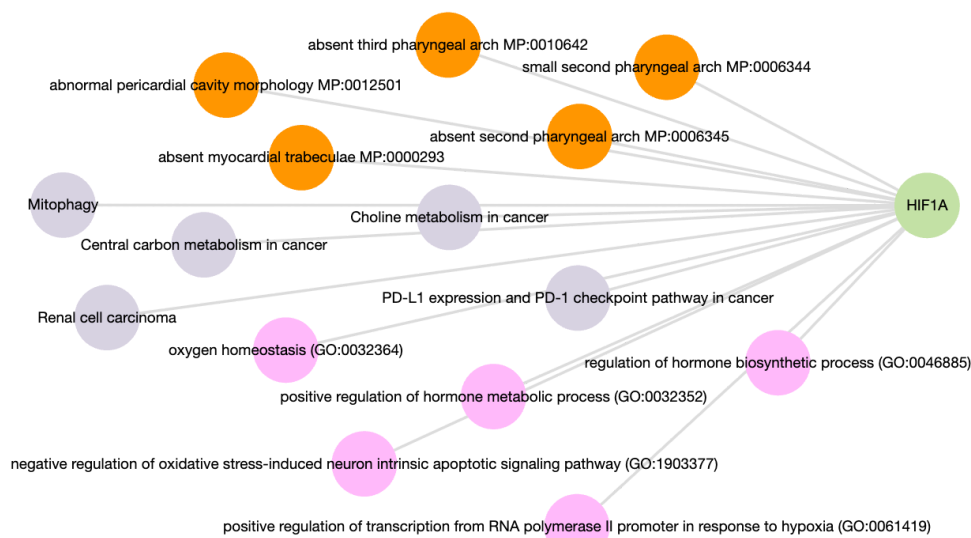 absent third pharyngeal arch MP:0010642
small second pharyngeal arch MP:0006344
abnormal pericardial cavity morphology MP:0012501
absent second pharyngeal arch MP:0006345
absent myocardial trabeculae MP:0000293
Mitophagy
HIF1A
Choline metabolism in cancer
Central carbon metabolism in cancer
PD-L1 expression and PD-1 checkpoint pathway in cancer
Renal cell carcinoma
oxygen homeostasis (GO:0032364)
regulation of hormone biosynthetic process (GO:0046885)
positive regulation of hormone metabolic process (GO:0032352)
negative regulation of oxidative stress-induced neuron intrinsic apoptotic signaling pathway (GO:1903377)
positive regulation of transcription from RNA polymerase II promoter in response to hypoxia (GO:0061419)